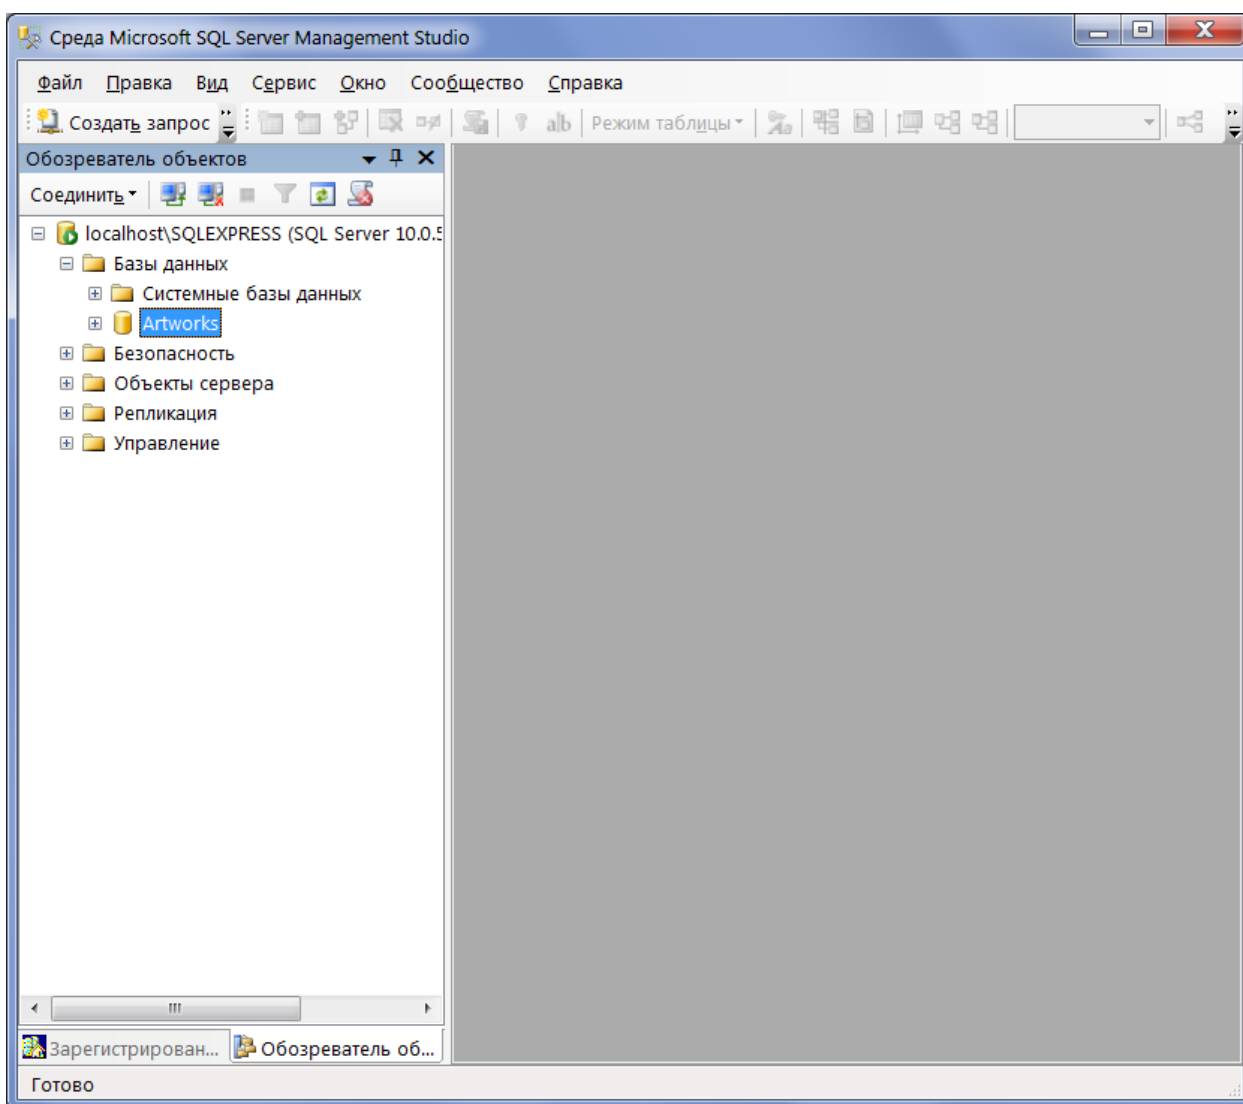 Среда Microsoft SQL Server Management Studio
Файл Правка Вид Сервис Окно Сообщество Справка
Создать запрос Режим таблицы
Обозреватель объектов
Соединить
localhost\SQLEXPRESS (SQL Server 10.0.5
Базы данных
Системные базы данных
Artworks
Безопасность
Объекты сервера
Репликация
Управление
Зарегистрирован... Обозреватель об...
Готово